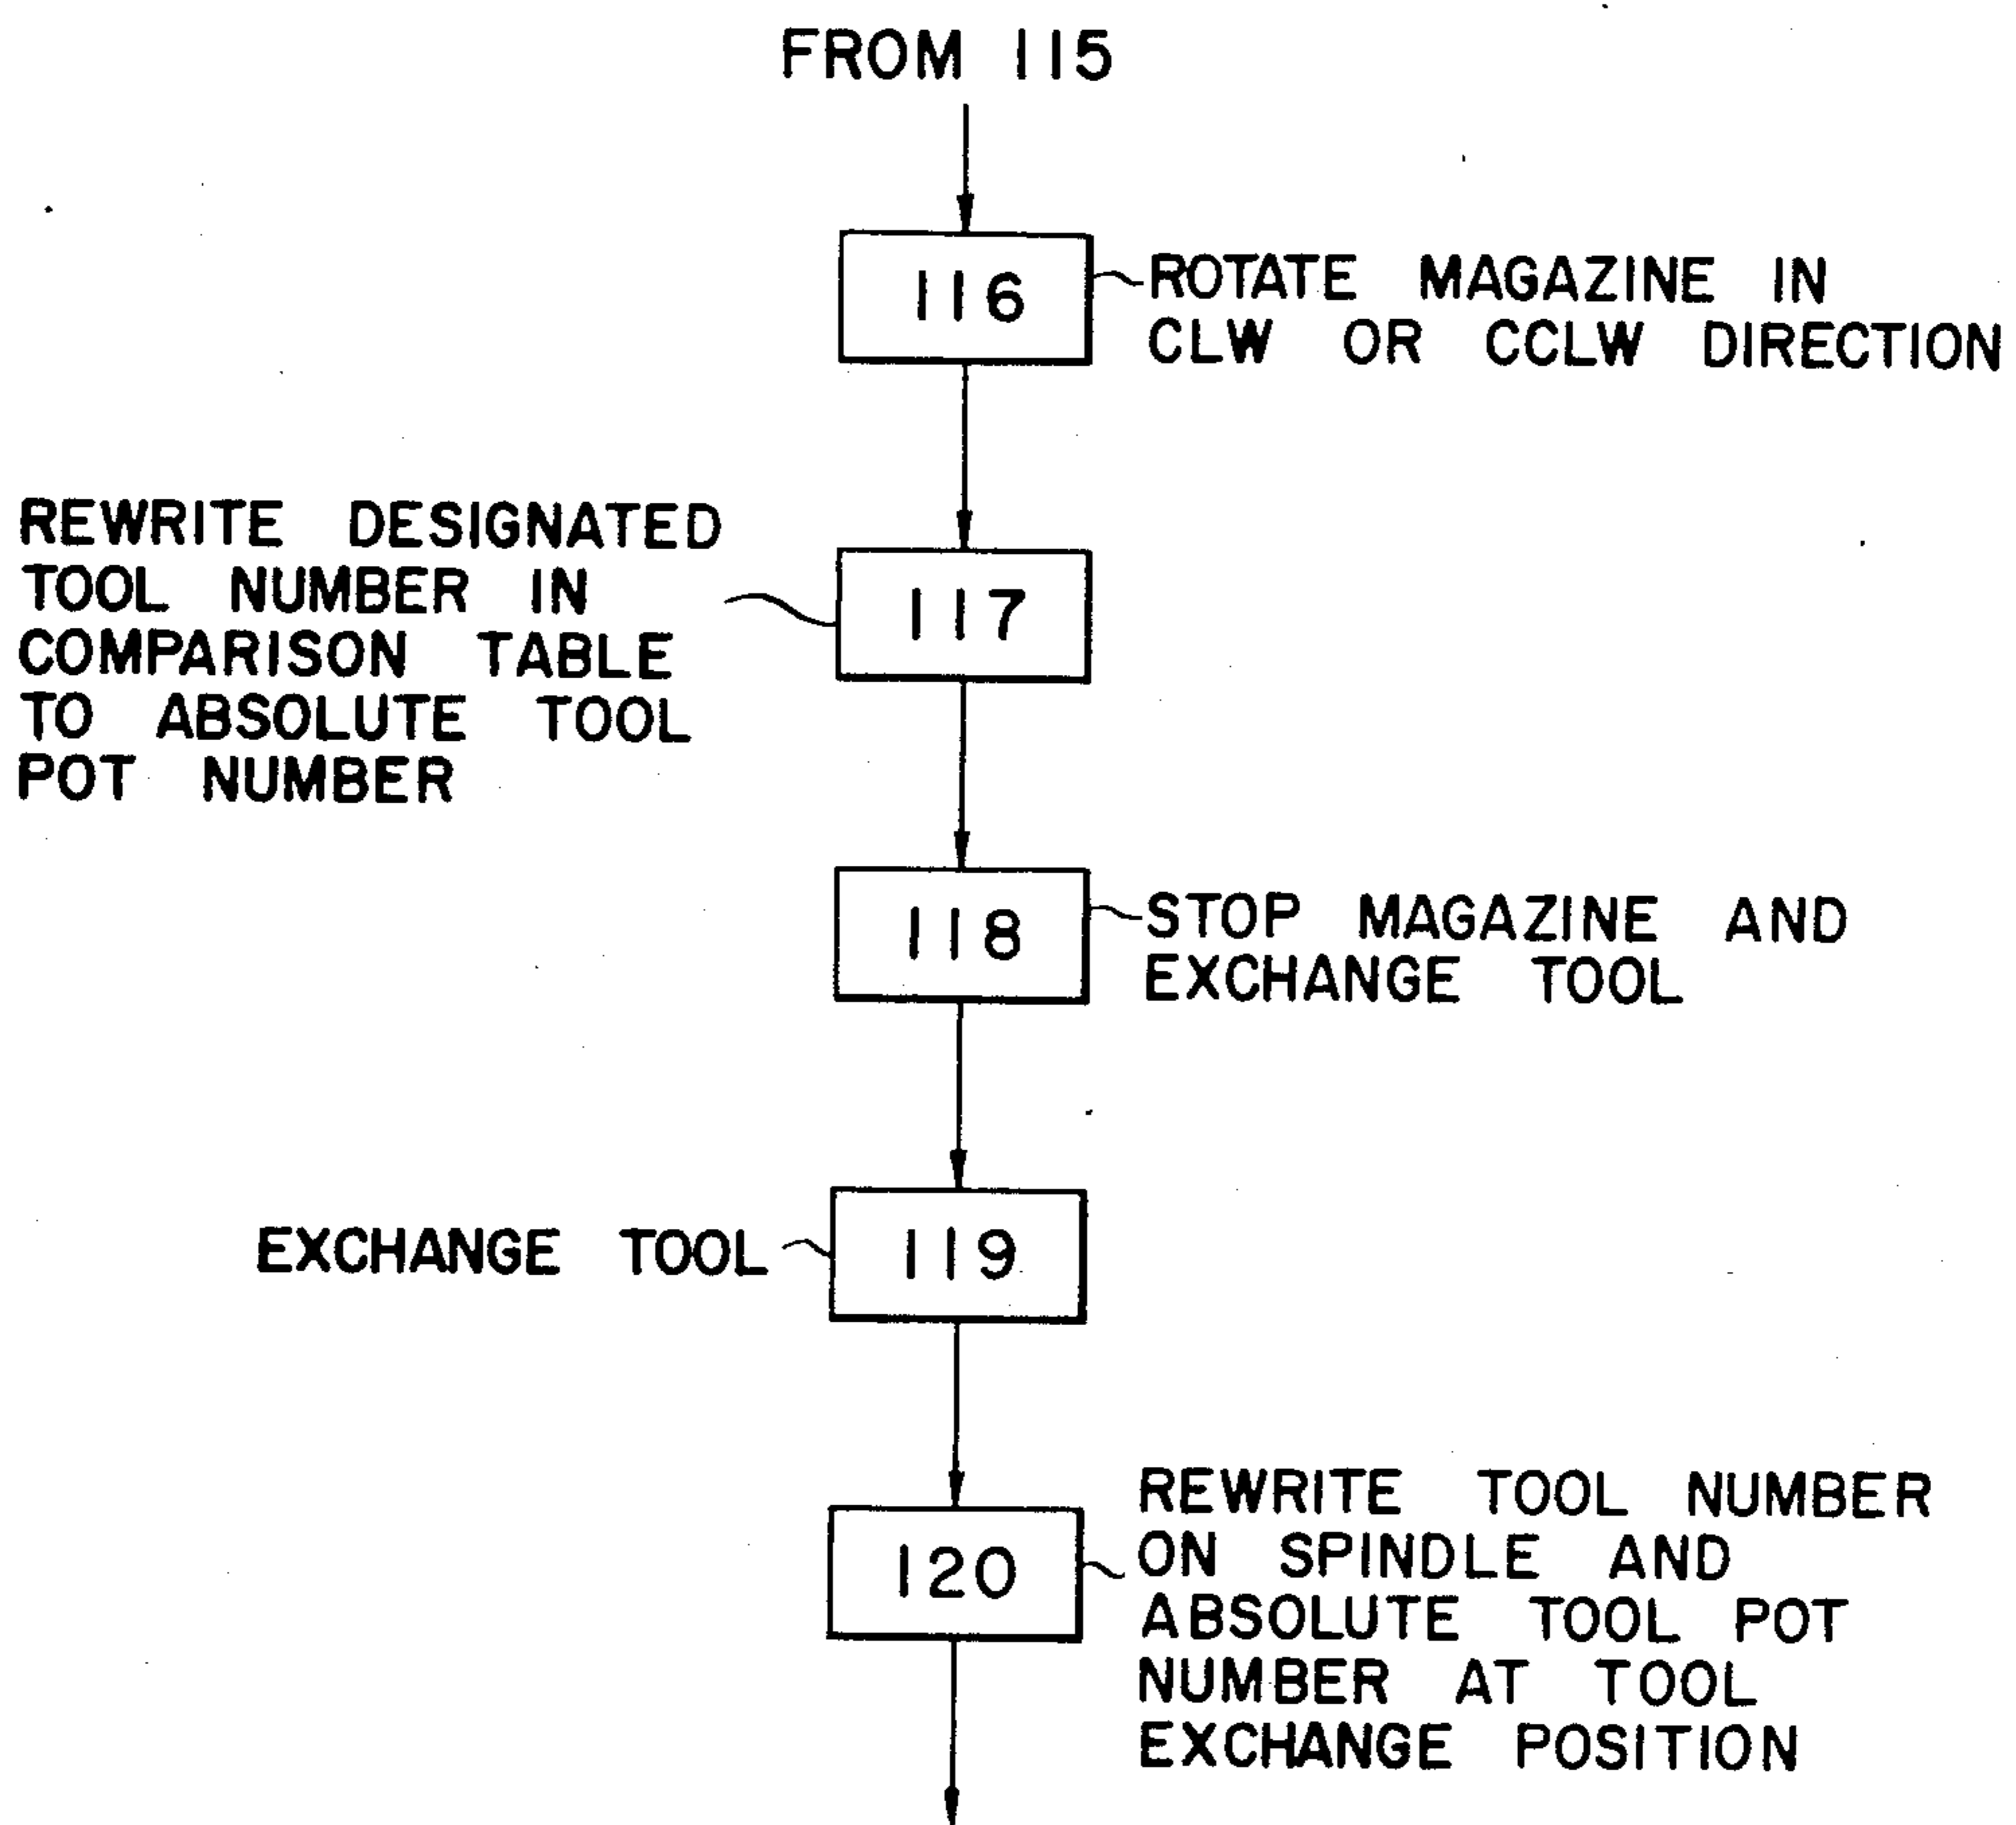 FROM 115
116
ROTATE MAGAZINE IN
CLW OR CCLW DIRECTION
REWRITE DESIGNATED
TOOL NUMBER IN
COMPARISON TABLE
TO ABSOLUTE TOOL
POT NUMBER
117
118
STOP MAGAZINE AND
EXCHANGE TOOL
EXCHANGE TOOL
119
120
REWRITE TOOL NUMBER
ON SPINDLE AND
ABSOLUTE TOOL POT
NUMBER AT TOOL
EXCHANGE POSITION